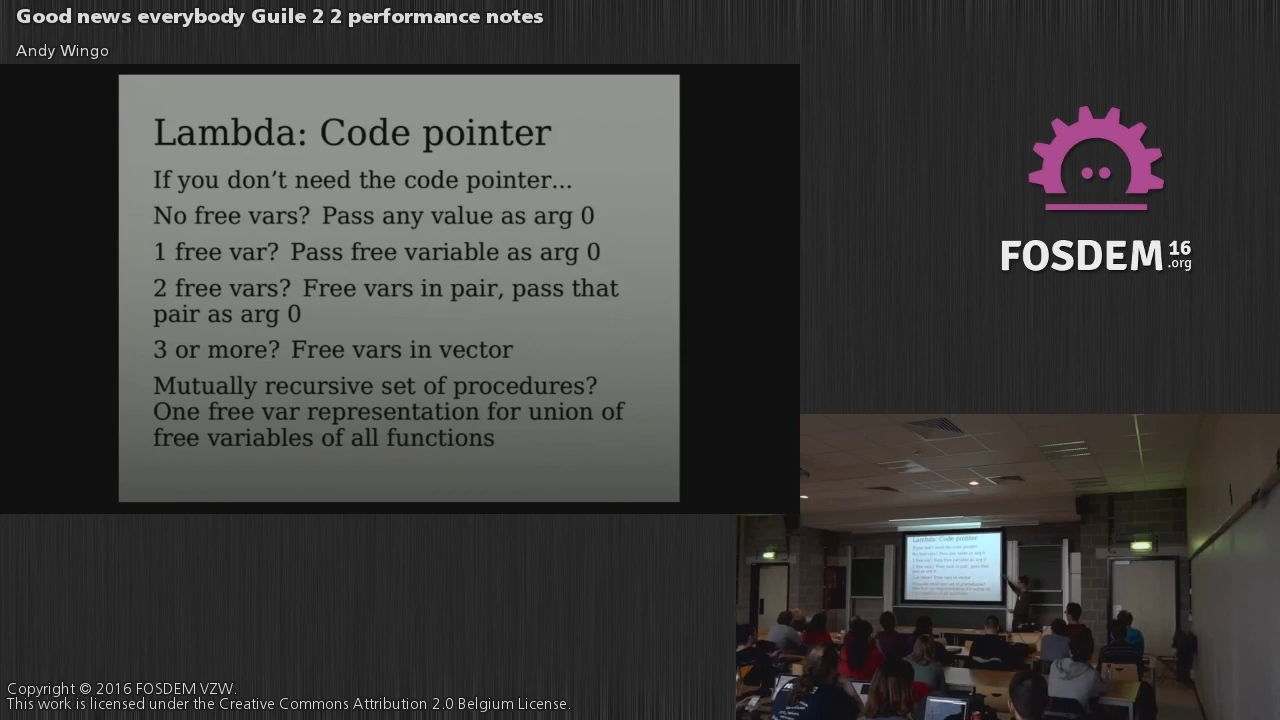 Good news everybody Guile 2 2 performance notes
Andy Wingo
Lambda: Code pointer
If you don’t need the code pointer...
No free vars? Pass any value as arg 0
1 free var? Pass free variable as arg 0
2 free vars? Free vars in pair, pass that
pair as arg 0
3 or more? Free vars in vector
Mutually recursive set of procedures?
One free var representation for union of
free variables of all functions
FOSDEM 16
.org
Lambda: Code pointer
Copyright © 2016 FOSDEM VZW.
This work is licensed under the Creative Commons Attribution 2.0 Belgium License.